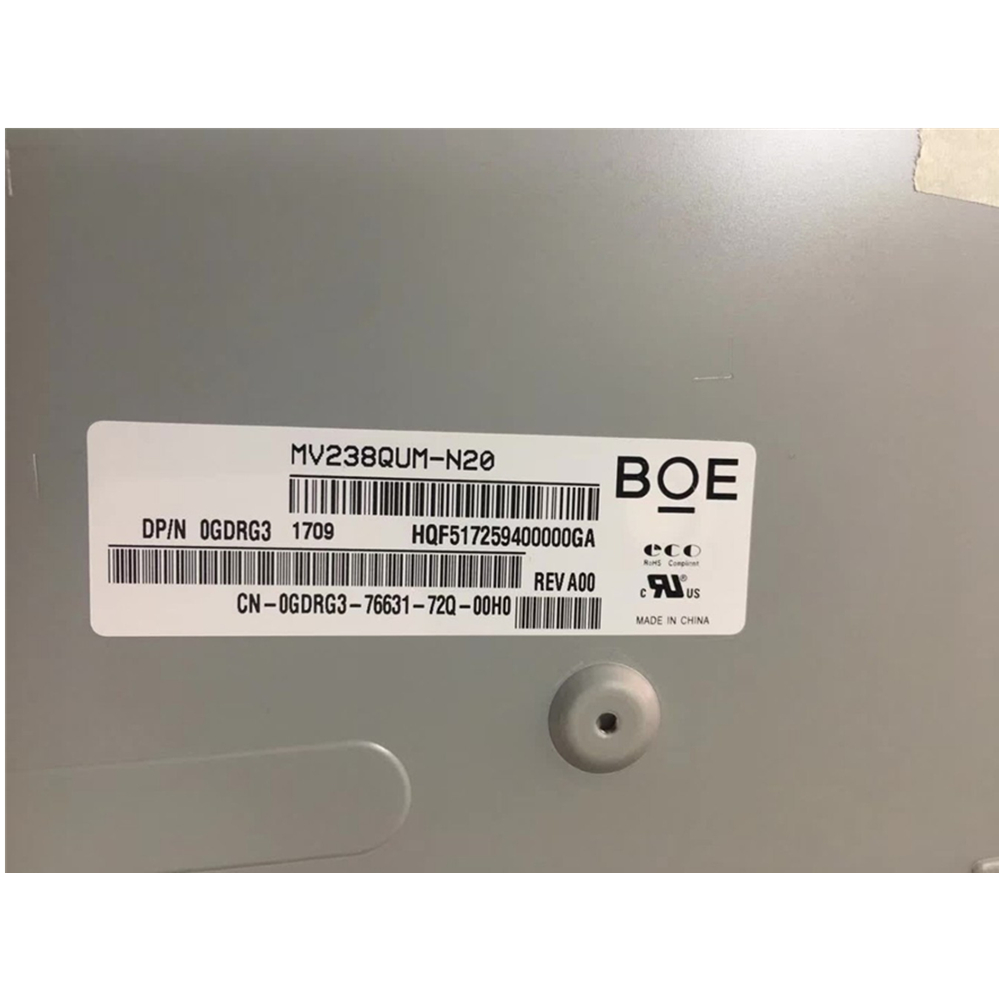 MV238QUM-N20
BOE
DP/N 0GDRG3 1709 HQF517259400000GA
eco
RoHS Compliant
REV A00
c RU® US
CN-0GDRG3-76631-72Q-00H0
MADE IN CHINA